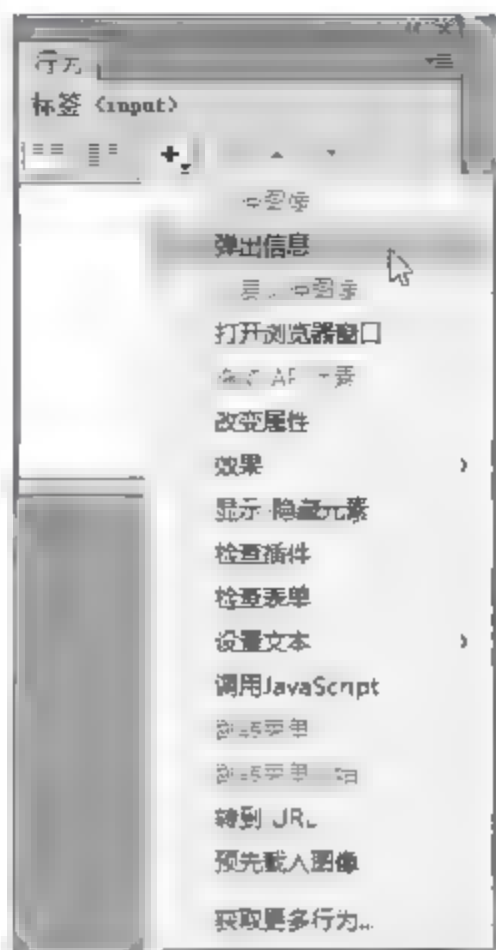 行为
标签 <input>
弹出信息
打开浏览器窗口
改变属性
效果
显示-隐藏元素
检查插件
检查表单
设置文本
调用JavaScript
转到 URL
预先载入图像
获取更多行为...